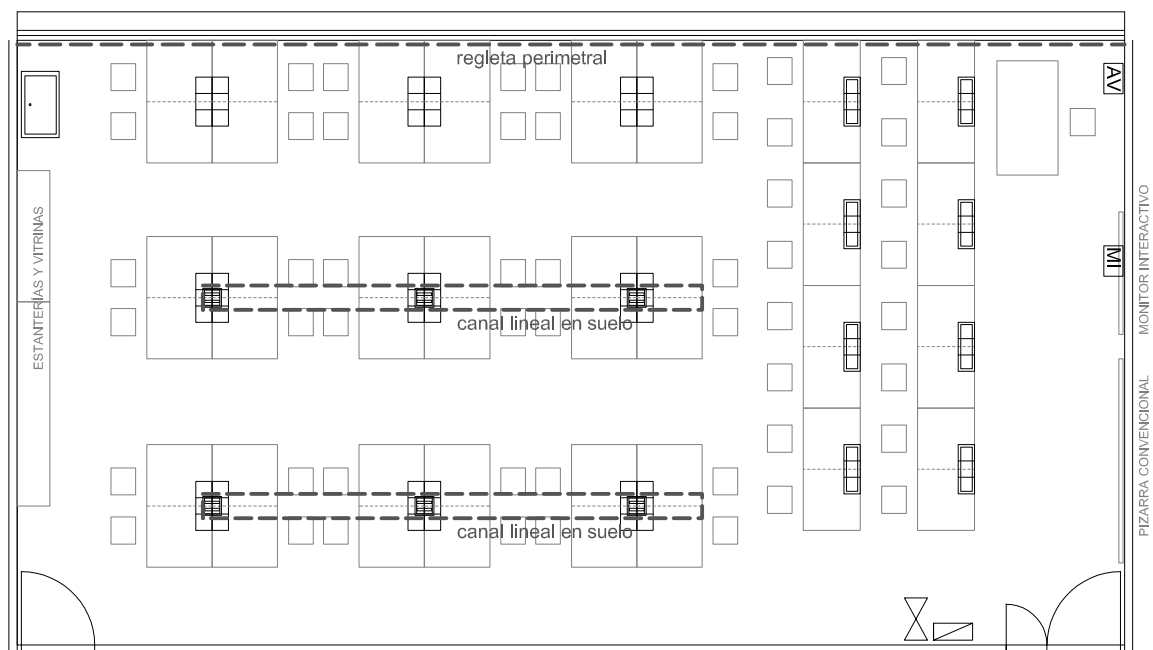 regleta perimetral
AV
ESTANTERÍAS Y VITRINAS
MONITOR INTERACTIVO
MI
canal lineal en suelo
PIZARRA CONVENCIONAL
canal lineal en suelo